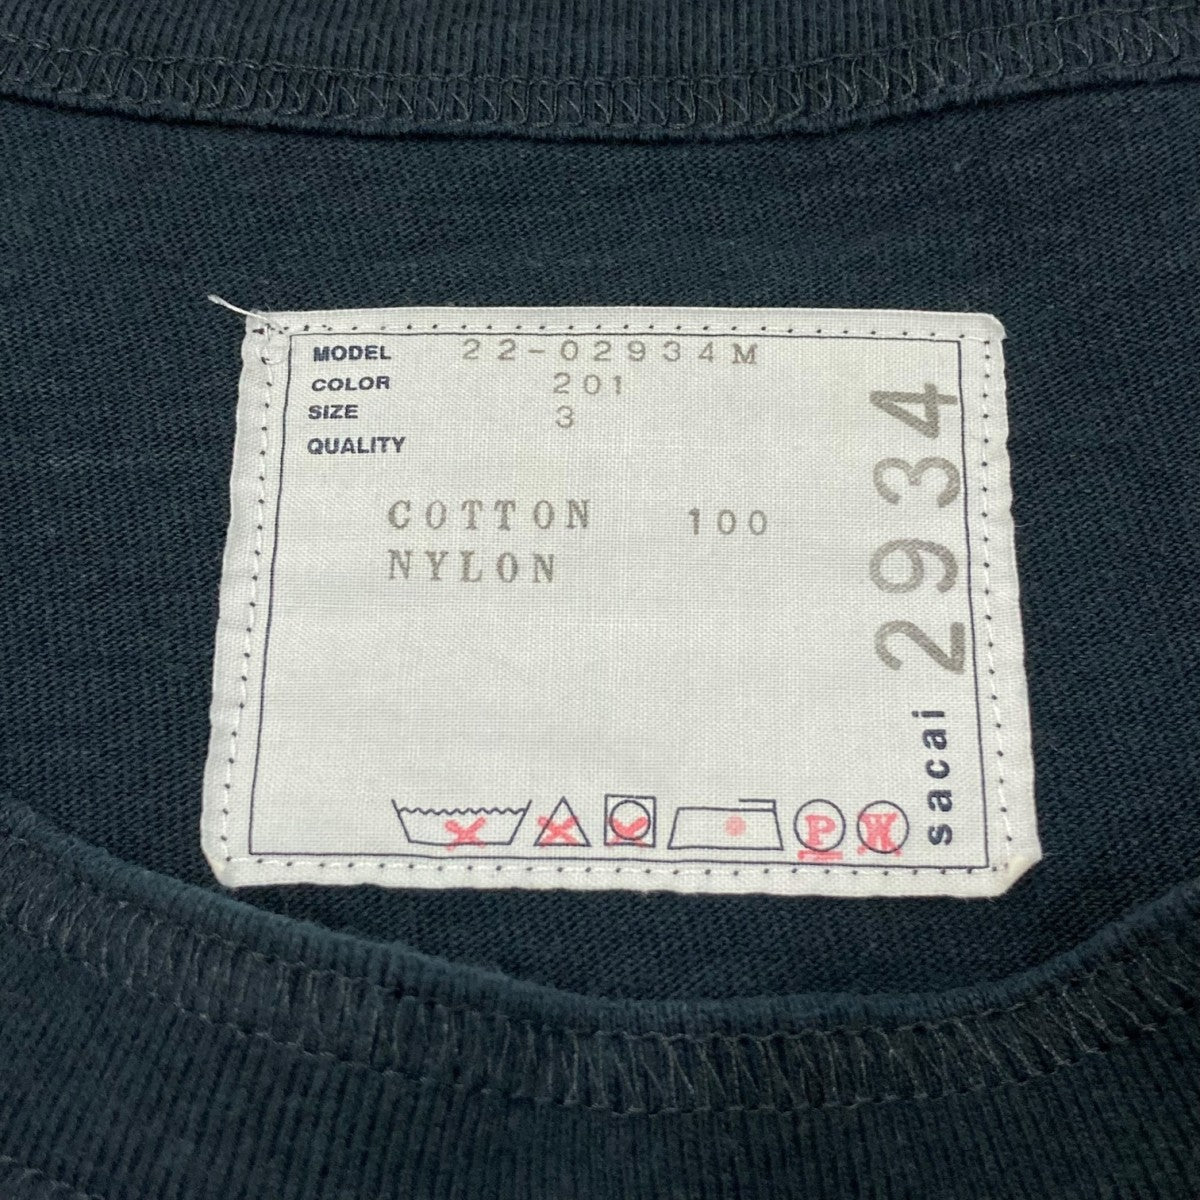 MODEL 22-02934M
COLOR 201
SIZE 3
QUALITY
COTTON 100
NYLON
P W
sacai 2934